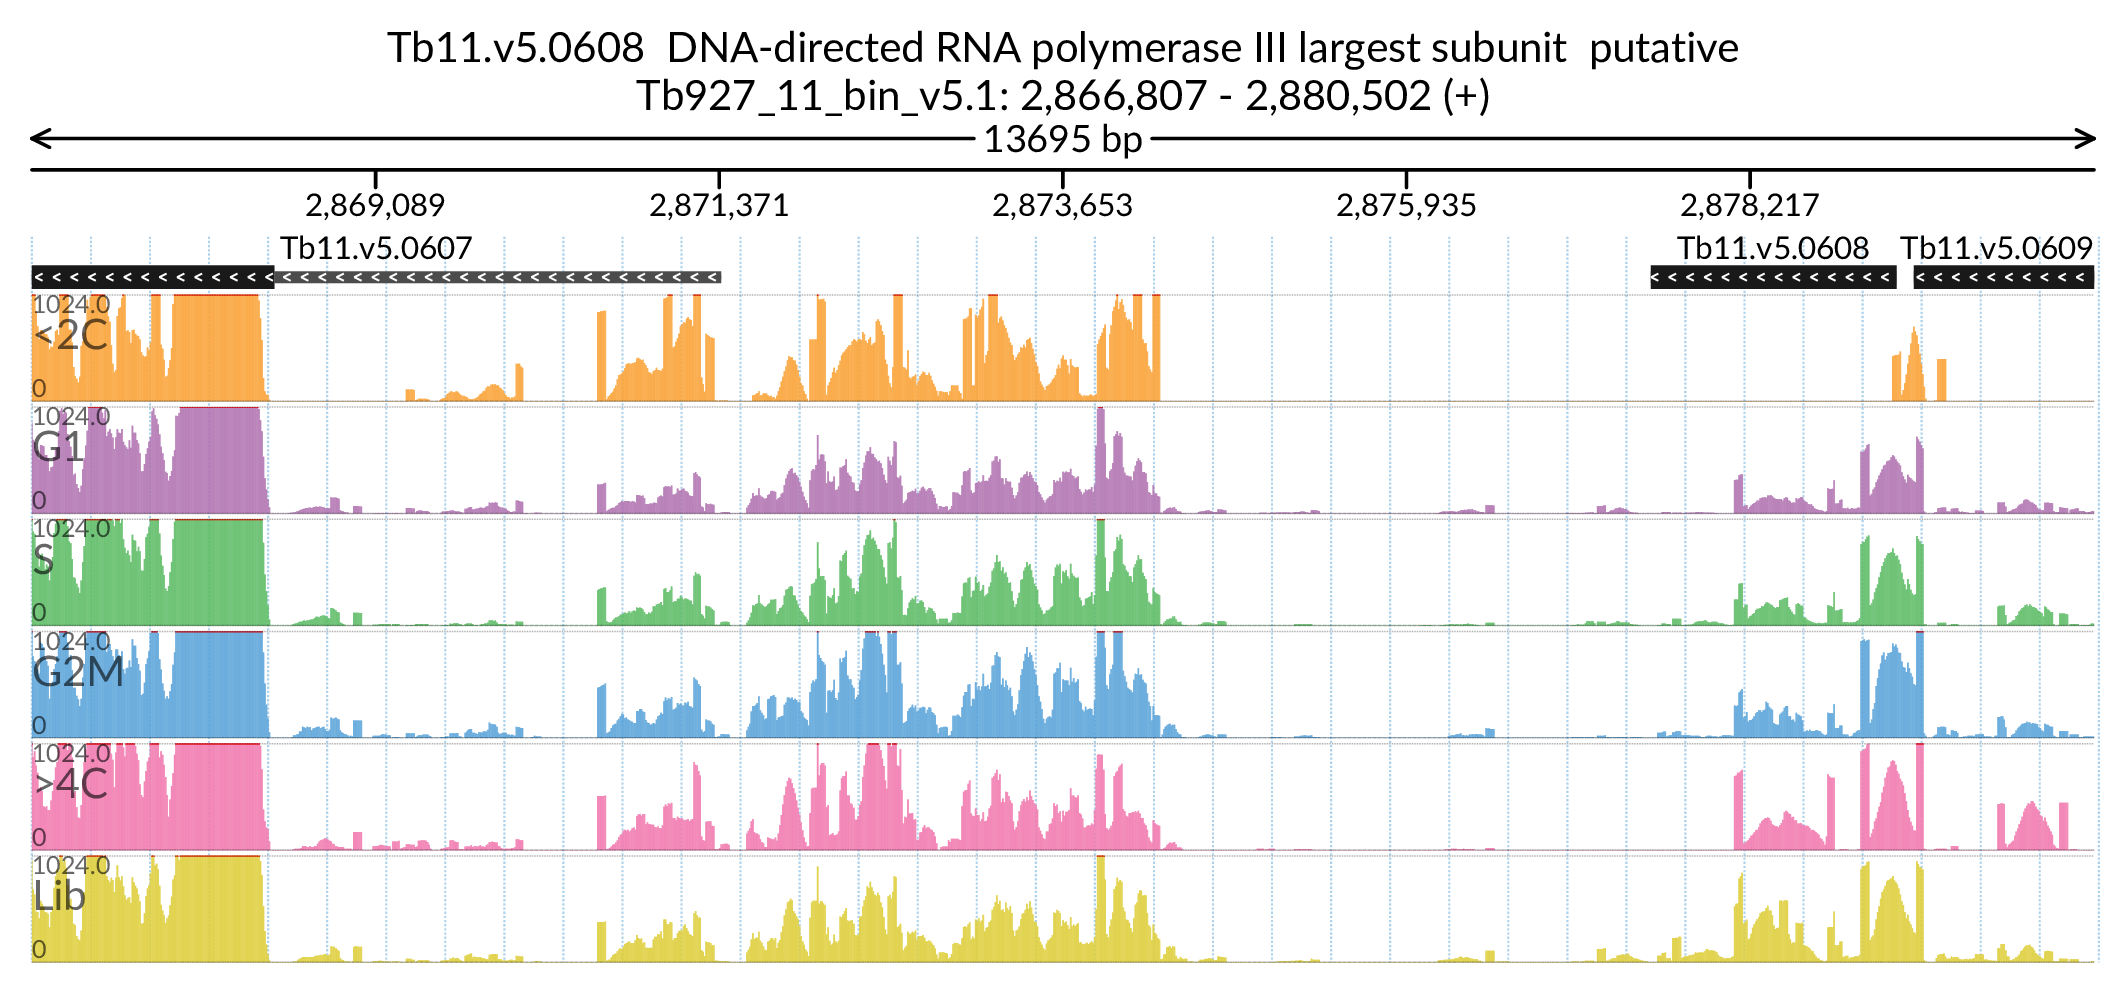 Tb11.v5.0608  DNA-directed RNA polymerase III largest subunit  putative
Tb927_11_bin_v5.1: 2,866,807 - 2,880,502 (+)
13695 bp
2,869,089 2,871,371 2,873,653 2,875,935 2,878,217
Tb11.v5.0607 Tb11.v5.0608 Tb11.v5.0609
1024.0
<2C
0
1024.0
G1
0
1024.0
S
0
1024.0
G2M
0
1024.0
>4C
0
1024.0
Lib
0